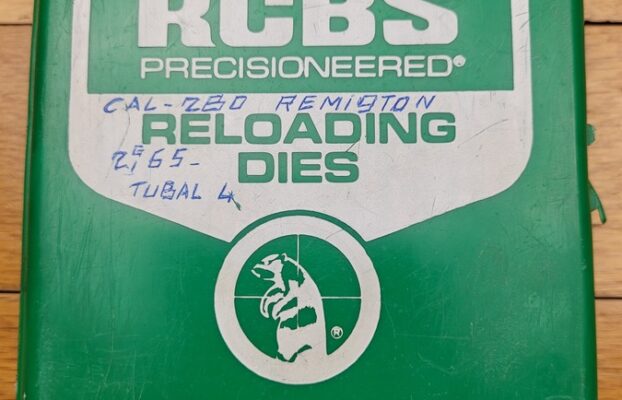 RCBS
PRECISIONEERED®
CAL-280 REMIGTON
RELOADING
2,65-
DIES
TUBAL 4
®